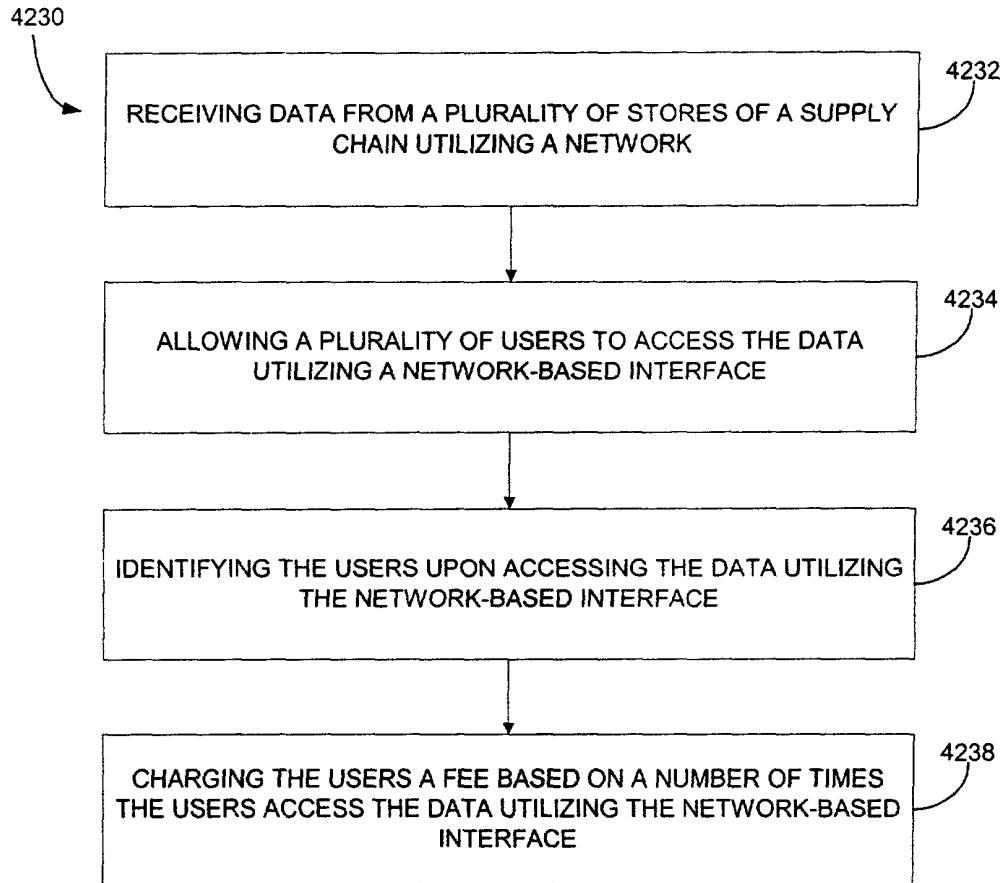 4230
4232
RECEIVING DATA FROM A PLURALITY OF STORES OF A SUPPLY
CHAIN UTILIZING A NETWORK
4234
ALLOWING A PLURALITY OF USERS TO ACCESS THE DATA
UTILIZING A NETWORK-BASED INTERFACE
4236
IDENTIFYING THE USERS UPON ACCESSING THE DATA UTILIZING
THE NETWORK-BASED INTERFACE
4238
CHARGING THE USERS A FEE BASED ON A NUMBER OF TIMES
THE USERS ACCESS THE DATA UTILIZING THE NETWORK-BASED
INTERFACE